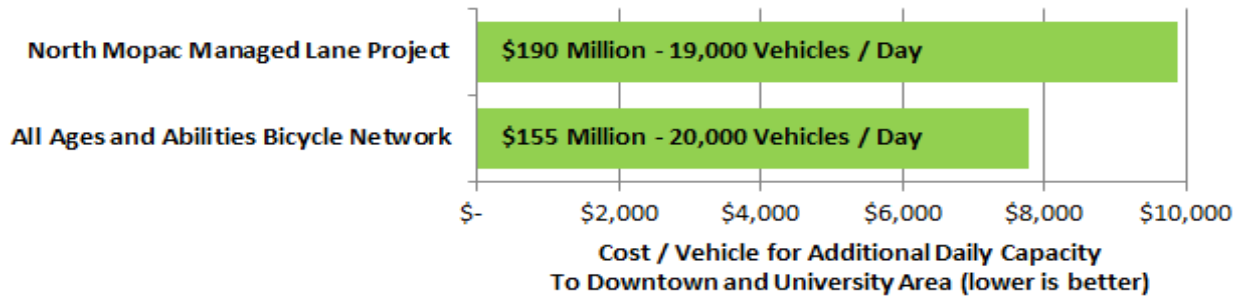 North Mopac Managed Lane Project
$190 Million - 19,000 Vehicles / Day
All Ages and Abilities Bicycle Network
$155 Million - 20,000 Vehicles / Day
$- $2,000 $4,000 $6,000 $8,000 $10,000
Cost / Vehicle for Additional Daily Capacity
To Downtown and University Area (lower is better)